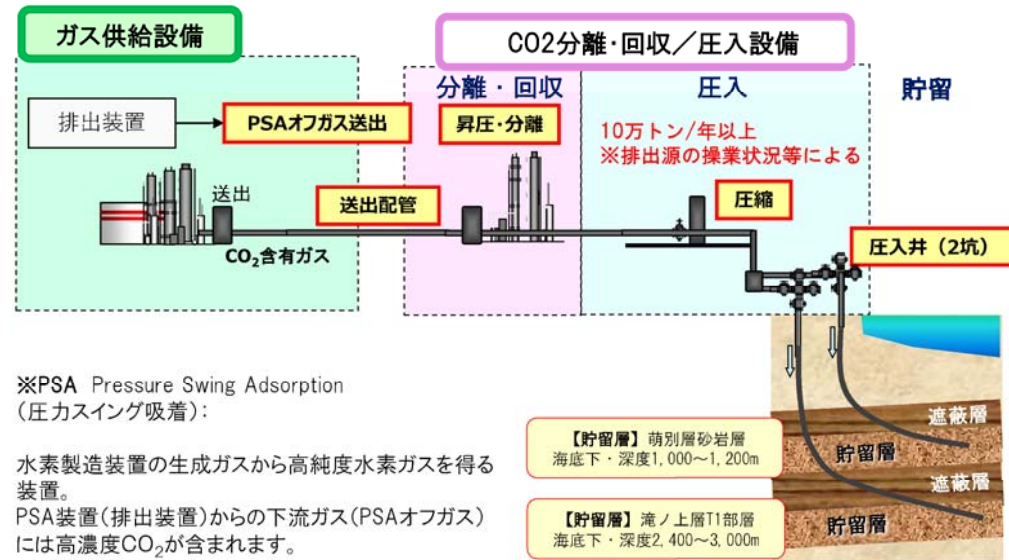 ガス供給設備
CO2分離・回収／圧入設備
分離・回収
圧入
貯留
排出装置
PSAオフガス送出
昇圧・分離
10万トン/年以上
※排出源の操業状況等による
送出
送出配管
圧縮
CO₂含有ガス
圧入井（2坑）
※PSA Pressure Swing Adsorption
（圧力スイング吸着）：
水素製造装置の生成ガスから高純度水素ガスを得る
装置。
PSA装置（排出装置）からの下流ガス（PSAオフガス）
には高濃度CO₂が含まれます。
遮蔽層
【貯留層】萌別層砂岩層
海底下・深度1,000～1,200m
貯留層
遮蔽層
【貯留層】滝ノ上層T1部層
海底下・深度2,400～3,000m
貯留層